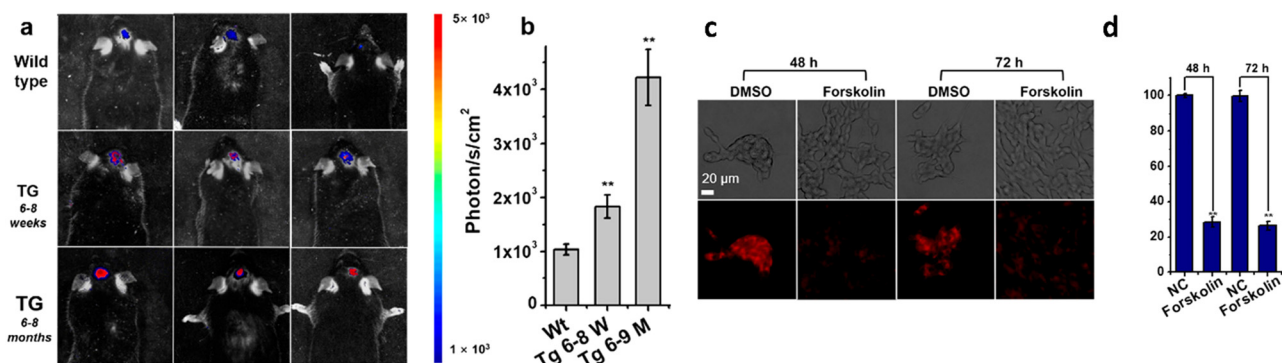 a
Wild
type
TG
6-8
weeks
TG
6-8
months
5× 10³
1 × 10³
b
Photon/s/cm²
4x10³
3x10³
2x10³
1x10³
0
Wt
Tg 6-8 W
Tg 6-9 M
**
**
c
48 h
72 h
DMSO
Forskolin
DMSO
Forskolin
20 μm
d
48 h
72 h
100
80
60
40
20
0
**
**
NC
Forskolin
NC
Forskolin